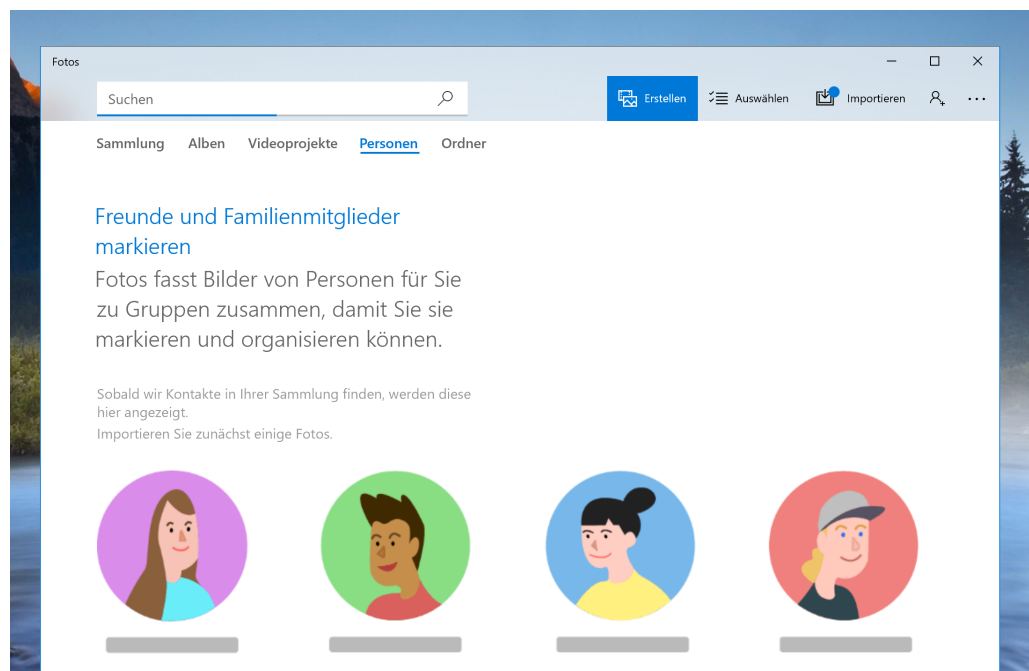 Fotos
Suchen
Erstellen
Auswählen
Importieren
Sammlung
Alben
Videoprojekte
Personen
Ordner
Freunde und Familienmitglieder
markieren
Fotos fasst Bilder von Personen für Sie
zu Gruppen zusammen, damit Sie sie
markieren und organisieren können.
Sobald wir Kontakte in Ihrer Sammlung finden, werden diese
hier angezeigt.
Importieren Sie zunächst einige Fotos.